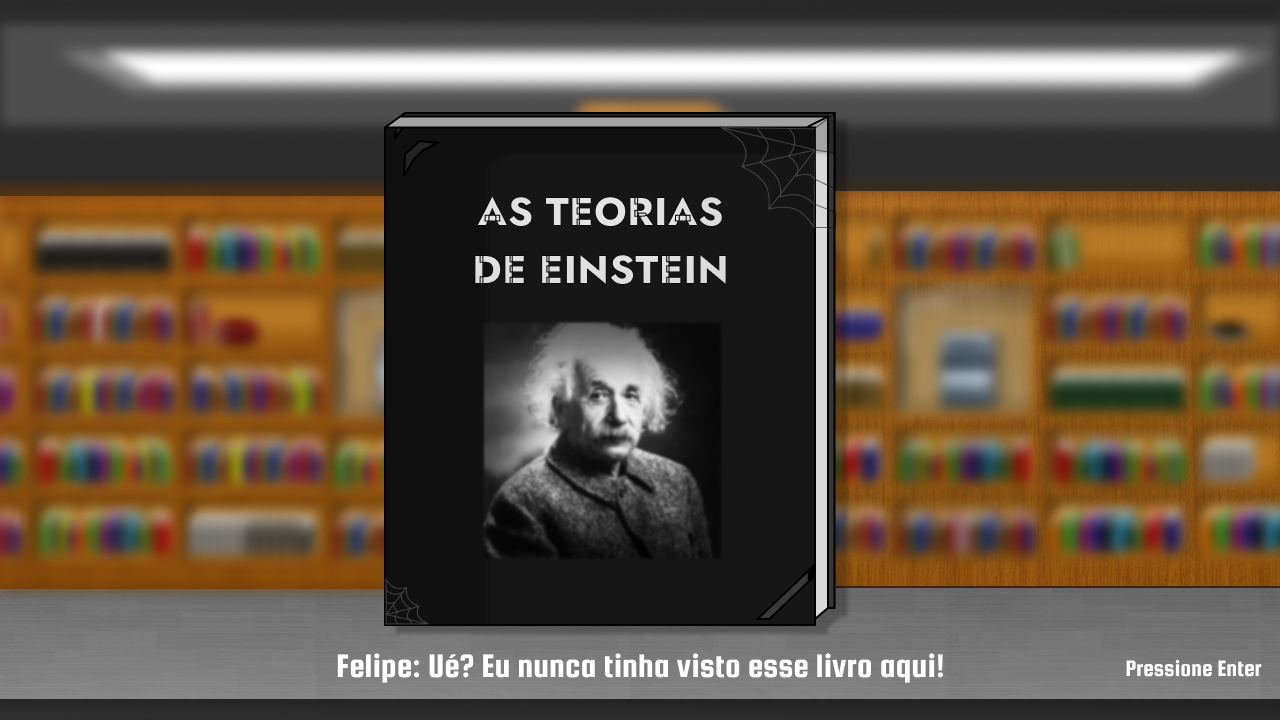 AS TEORIAS
DE EINSTEIN
Felipe: Ué? Eu nunca tinha visto esse livro aqui!
Pressione Enter